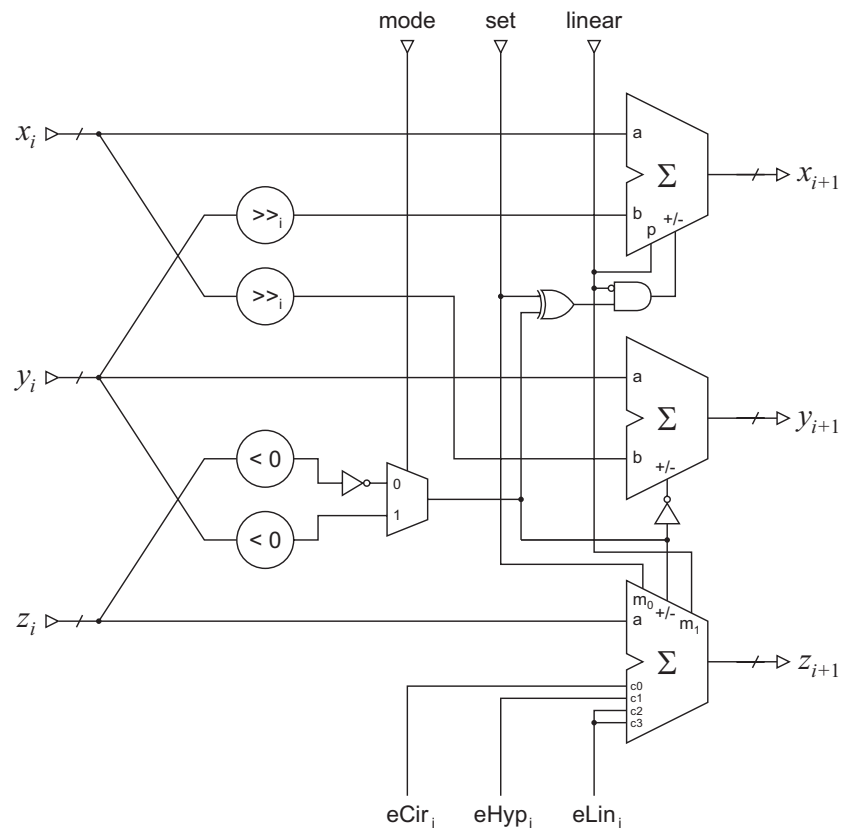 mode set linear
x_i
a
Σ
x_{i+1}
>>_i
b
+/-
p
>>_i
y_i
a
Σ
y_{i+1}
< 0
b
+/-
0
1
< 0
z_i
m_0
+/-
m_1
a
Σ
z_{i+1}
c0
c1
c2
c3
eCir_i eHyp_i eLin_i